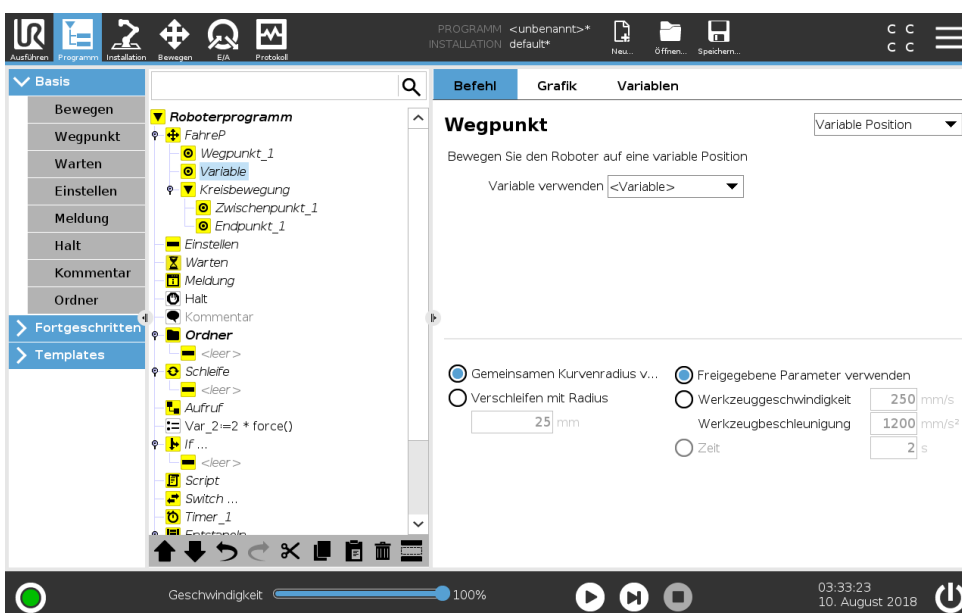 PROGRAMM <unbenannt>*
INSTALLATION default*
UR
Ausführen Programm Installation Bewegen E/A Protokoll
Neu... Öffnen... Speichern...
C C
C C
Basis
Bewegen
Wegpunkt
Warten
Einstellen
Meldung
Halt
Kommentar
Ordner
Fortgeschritten
Templates
Roboterprogramm
FahreP
Wegpunkt_1
Variable
Kreisbewegung
Zwischenpunkt_1
Endpunkt_1
Einstellen
Warten
Meldung
Halt
Kommentar
Ordner
<leer>
Schleife
<leer>
Aufruf
Var_2:=2 * force()
If ...
<leer>
Script
Switch ...
Timer_1
Entstapeln
Befehl Grafik Variablen
Wegpunkt
Variable Position
Bewegen Sie den Roboter auf eine variable Position
Variable verwenden <Variable>
Gemeinsamen Kurvenradius v...
Verschleifen mit Radius
25 mm
Freigegebene Parameter verwenden
Werkzeuggeschwindigkeit 250 mm/s
Werkzeugbeschleunigung 1200 mm/s²
Zeit 2 s
Geschwindigkeit 100%
03:33:23
10. August 2018